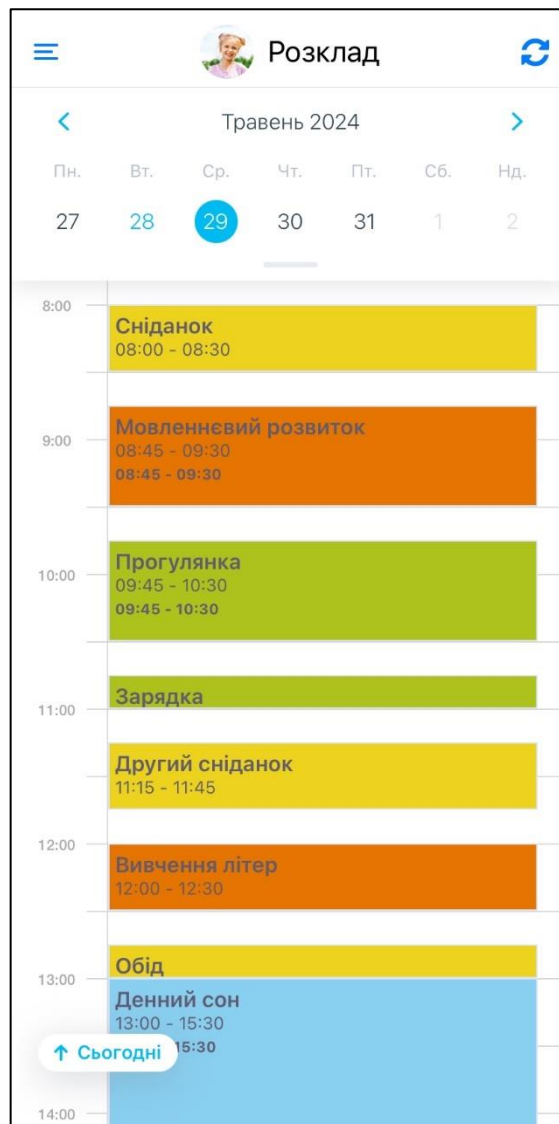 Розклад
Травень 2024
Пн. Вт. Ср. Чт. Пт. Сб. Нд.
27 28 29 30 31 1 2
8:00
Сніданок
08:00 - 08:30
Мовленнєвий розвиток
9:00
08:45 - 09:30
08:45 - 09:30
Прогулянка
10:00
09:45 - 10:30
09:45 - 10:30
Зарядка
11:00
Другий сніданок
11:15 - 11:45
12:00
Вивчення літер
12:00 - 12:30
Обід
13:00
Денний сон
13:00 - 15:30
15:30
Сьогодні
14:00